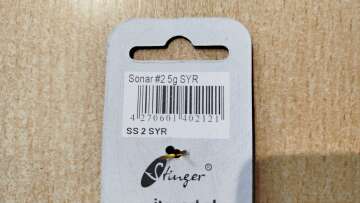 Sonar #2.5g SYR
4 270601 402121
SS 2 SYR
Stinger ®